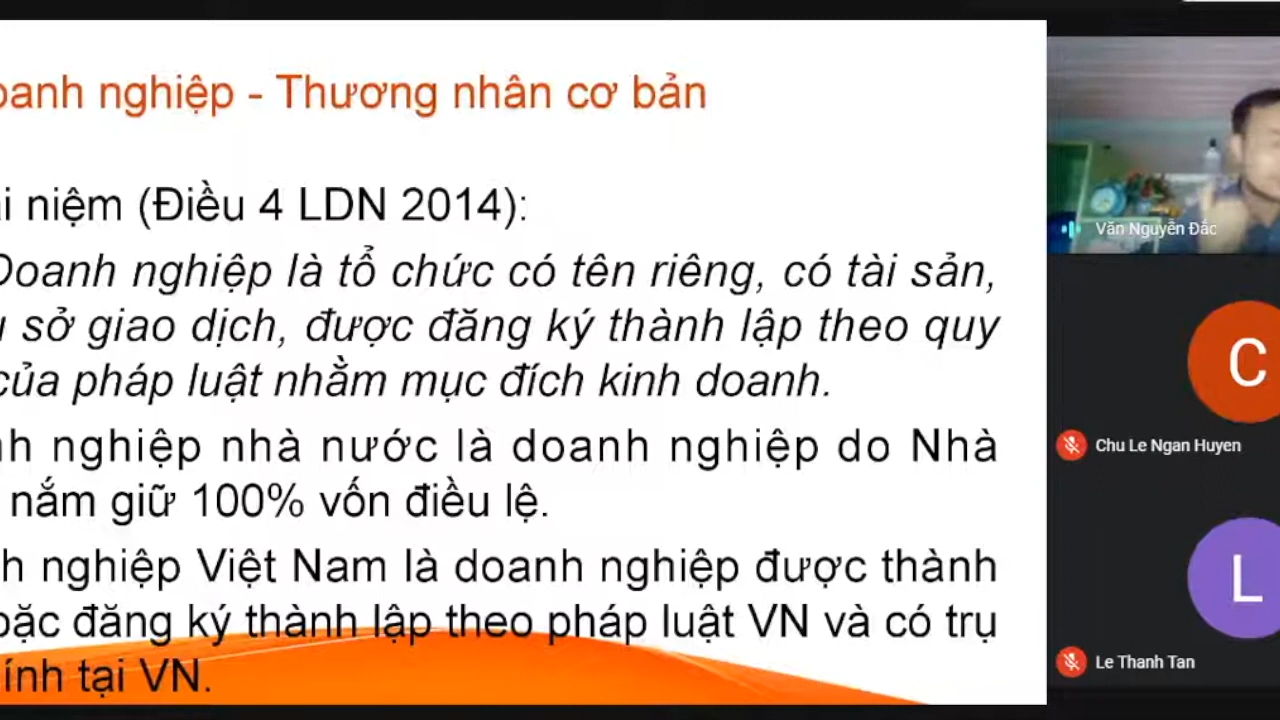 oanh nghiệp - Thương nhân cơ bản
ái niệm (Điều 4 LDN 2014):
Doanh nghiệp là tổ chức có tên riêng, có tài sản,
ụ sở giao dịch, được đăng ký thành lập theo quy
của pháp luật nhằm mục đích kinh doanh.
nh nghiệp nhà nước là doanh nghiệp do Nhà
nắm giữ 100% vốn điều lệ.
h nghiệp Việt Nam là doanh nghiệp được thành
oặc đăng ký thành lập theo pháp luật VN và có trụ
ính tại VN.
Văn Nguyễn Đắc
C
Chu Le Ngan Huyen
L
Le Thanh Tan